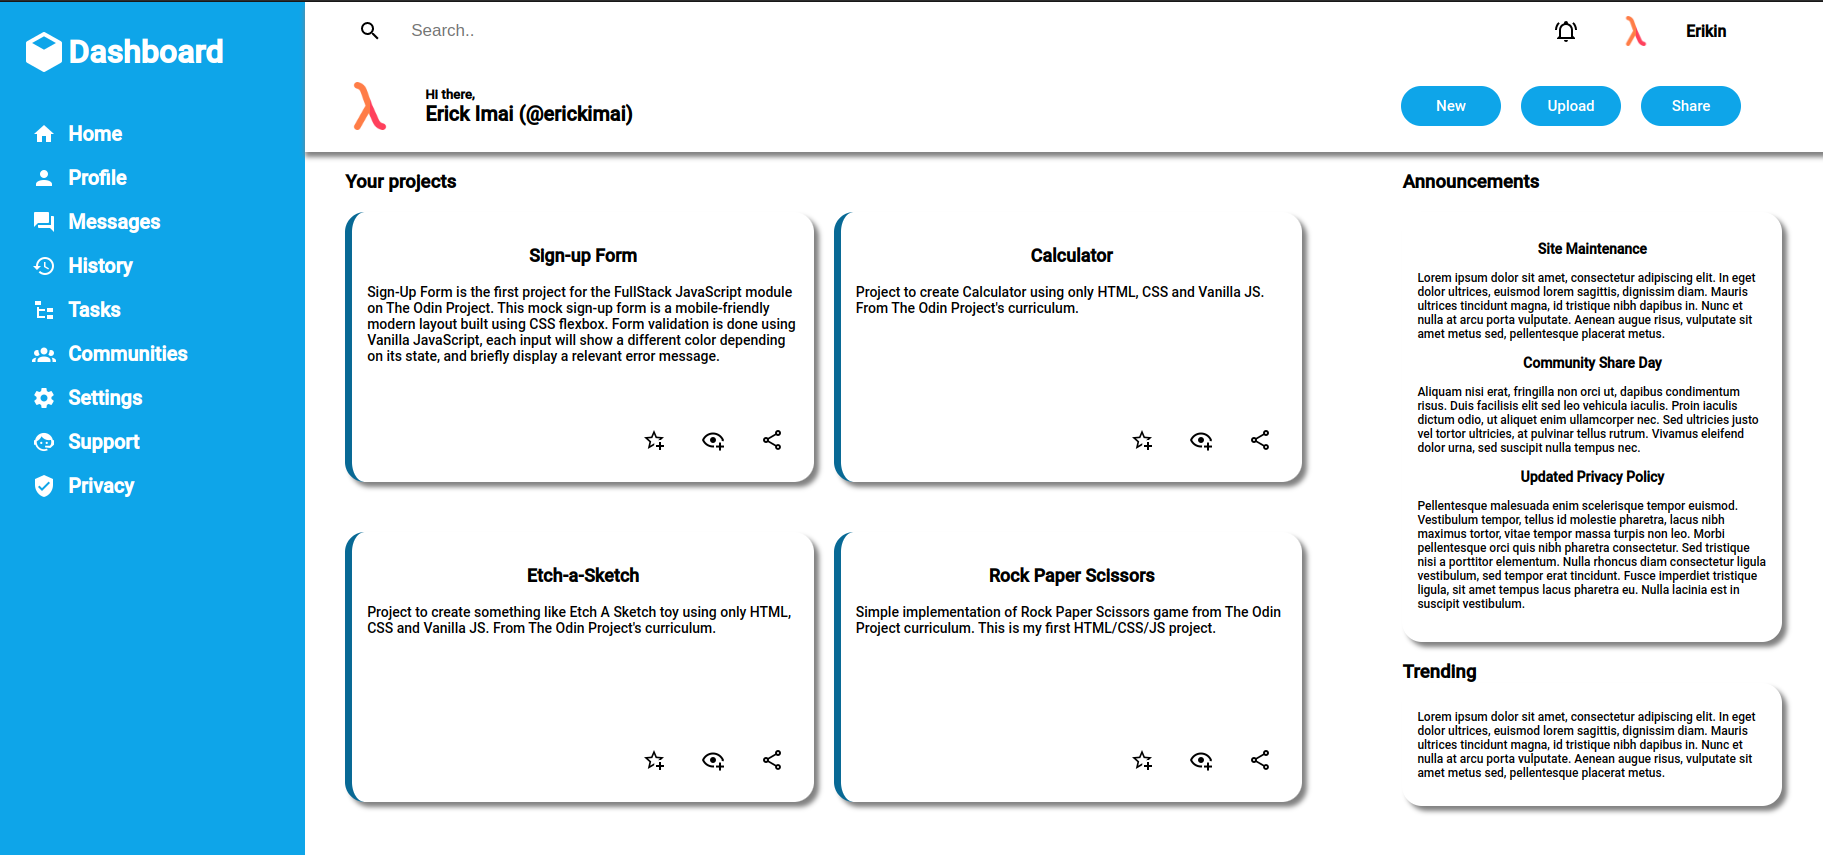 Dashboard
Home
Profile
Messages
History
Tasks
Communities
Settings
Support
Privacy
Search..
Erikin
HI there,
Erick Imai (@erickimai)
New
Upload
Share
Your projects
Sign-up Form
Sign-Up Form is the first project for the FullStack JavaScript module
on The Odin Project. This mock sign-up form is a mobile-friendly
modern layout built using CSS flexbox. Form validation is done using
Vanilla JavaScript, each input will show a different color depending
on its state, and briefly display a relevant error message.
Calculator
Project to create Calculator using only HTML, CSS and Vanilla JS.
From The Odin Project's curriculum.
Etch-a-Sketch
Project to create something like Etch A Sketch toy using only HTML,
CSS and Vanilla JS. From The Odin Project's curriculum.
Rock Paper Scissors
Simple implementation of Rock Paper Scissors game from The Odin
Project curriculum. This is my first HTML/CSS/JS project.
Announcements
Site Maintenance
Lorem ipsum dolor sit amet, consectetur adipiscing elit. In eget
dolor ultrices, euismod lorem sagittis, dignissim diam. Mauris
ultrices tincidunt magna, id tristique nibh dapibus in. Nunc et
nulla at arcu porta vulputate. Aenean augue risus, vulputate sit
amet metus sed, pellentesque placerat metus.
Community Share Day
Aliquam nisi erat, fringilla non orci ut, dapibus condimentum
risus. Duis facilisis elit sed leo vehicula iaculis. Proin iaculis
dictum odio, ut aliquet enim ullamcorper nec. Sed ultricies justo
vel tortor ultricies, at pulvinar tellus rutrum. Vivamus eleifend
dolor urna, sed suscipit nulla tempus nec.
Updated Privacy Policy
Pellentesque malesuada enim scelerisque tempor euismod.
Vestibulum tempor, tellus id molestie pharetra, lacus nibh
maximus tortor, vitae tempor massa turpis non leo. Morbi
pellentesque orci quis nibh pharetra consectetur. Sed tristique
nisi a porttitor elementum. Nulla rhoncus diam consectetur ligula
vestibulum, sed tempor erat tincidunt. Fusce imperdiet tristique
ligula, sit amet tempus lacus pharetra eu. Nulla lacinia est in
suscipit vestibulum.
Trending
Lorem ipsum dolor sit amet, consectetur adipiscing elit. In eget
dolor ultrices, euismod lorem sagittis, dignissim diam. Mauris
ultrices tincidunt magna, id tristique nibh dapibus in. Nunc et
nulla at arcu porta vulputate. Aenean augue risus, vulputate sit
amet metus sed, pellentesque placerat metus.